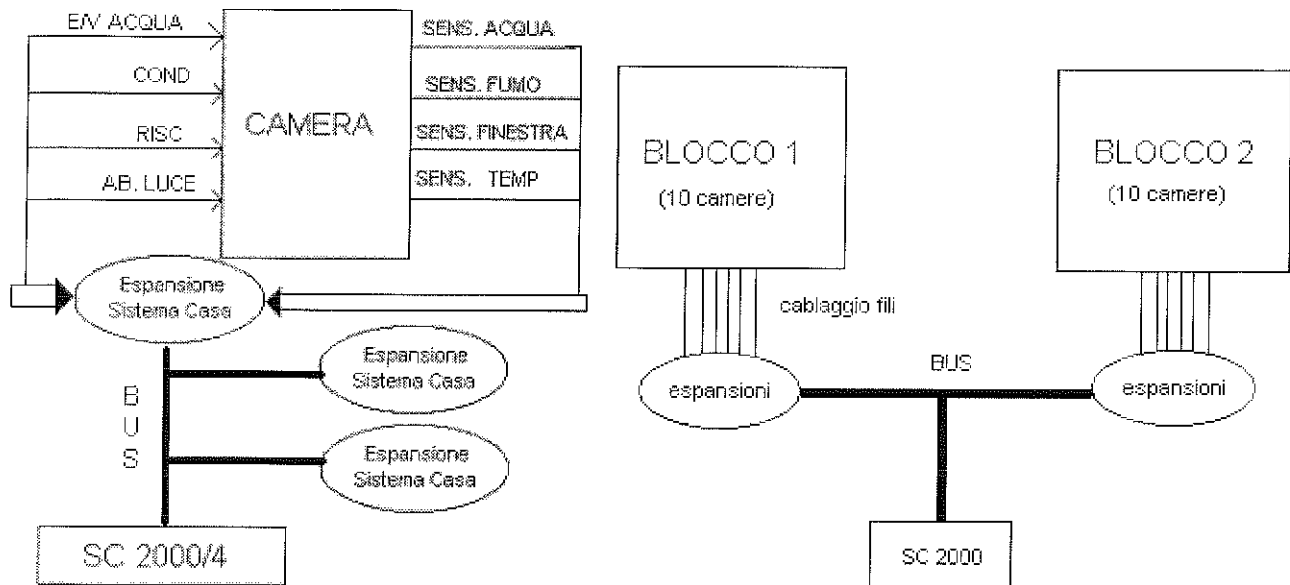 E/V ACQUA
COND
RISC
AB. LUCE
CAMERA
SENS. ACQUA
SENS. FUMO
SENS. FINESTRA
SENS. TEMP
Espansione
Sistema Casa
Espansione
Sistema Casa
Espansione
Sistema Casa
B
U
S
SC 2000/4
BLOCCO 1
(10 camere)
BLOCCO 2
(10 camere)
cablaggio fili
espansioni
BUS
espansioni
SC 2000